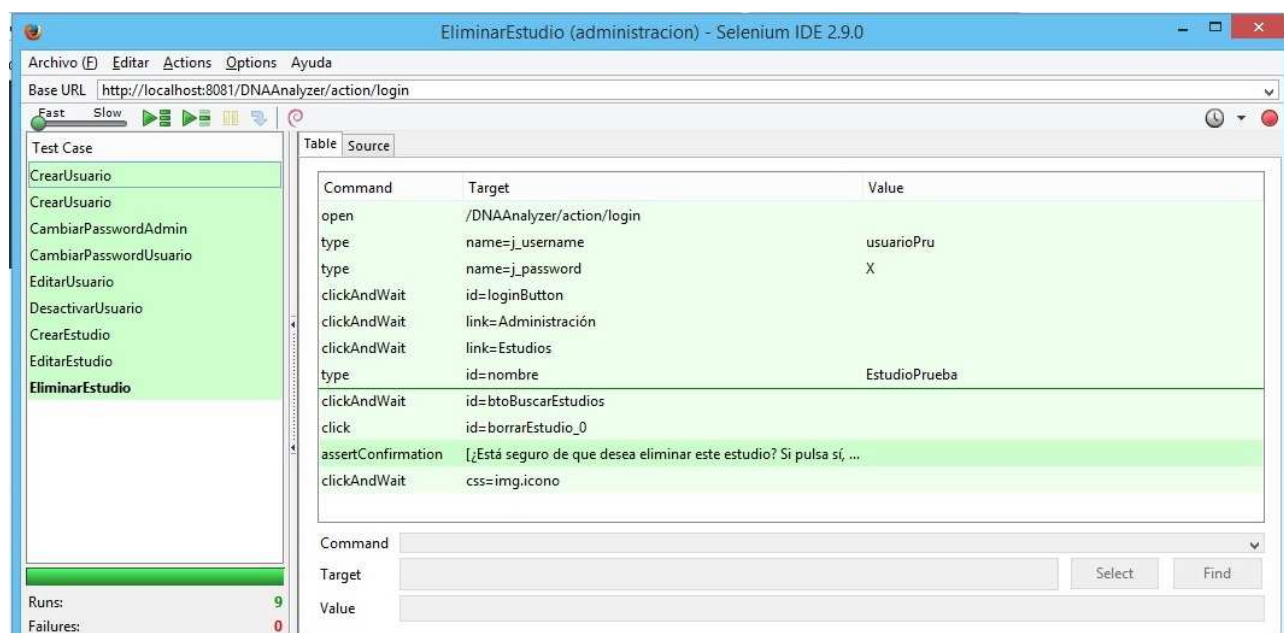 EliminarEstudio (administracion) - Selenium IDE 2.9.0
Archivo (F) Editar Actions Options Ayuda
Base URL http://localhost:8081/DNAAnalyzer/action/login
Fast Slow
Test Case
CrearUsuario
CrearUsuario
CambiarPasswordAdmin
CambiarPasswordUsuario
EditarUsuario
DesactivarUsuario
CrearEstudio
EditarEstudio
EliminarEstudio
Runs: 9
Failures: 0
Table Source
Command Target Value
open /DNAAnalyzer/action/login
type name=j_username usuarioPru
type name=j_password X
clickAndWait id=loginButton
clickAndWait link=Administración
clickAndWait link=Estudios
type id=nombre EstudioPrueba
clickAndWait id=btoBuscarEstudios
click id=borrarEstudio_0
assertConfirmation [¿Está seguro de que desea eliminar este estudio? Si pulsa sí, ...
clickAndWait css=img.icono
Command
Target Select Find
Value